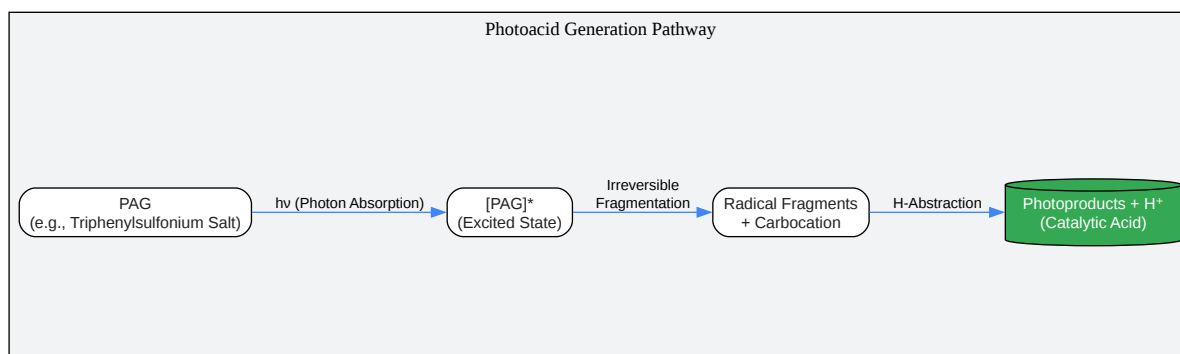 Photoacid Generation Pathway
PAG
(e.g., Triphenylsulfonium Salt)
hν (Photon Absorption)
[PAG]*
(Excited State)
Irreversible
Fragmentation
Radical Fragments
+ Carbocation
H-Abstraction
Photoproducts + H⁺
(Catalytic Acid)